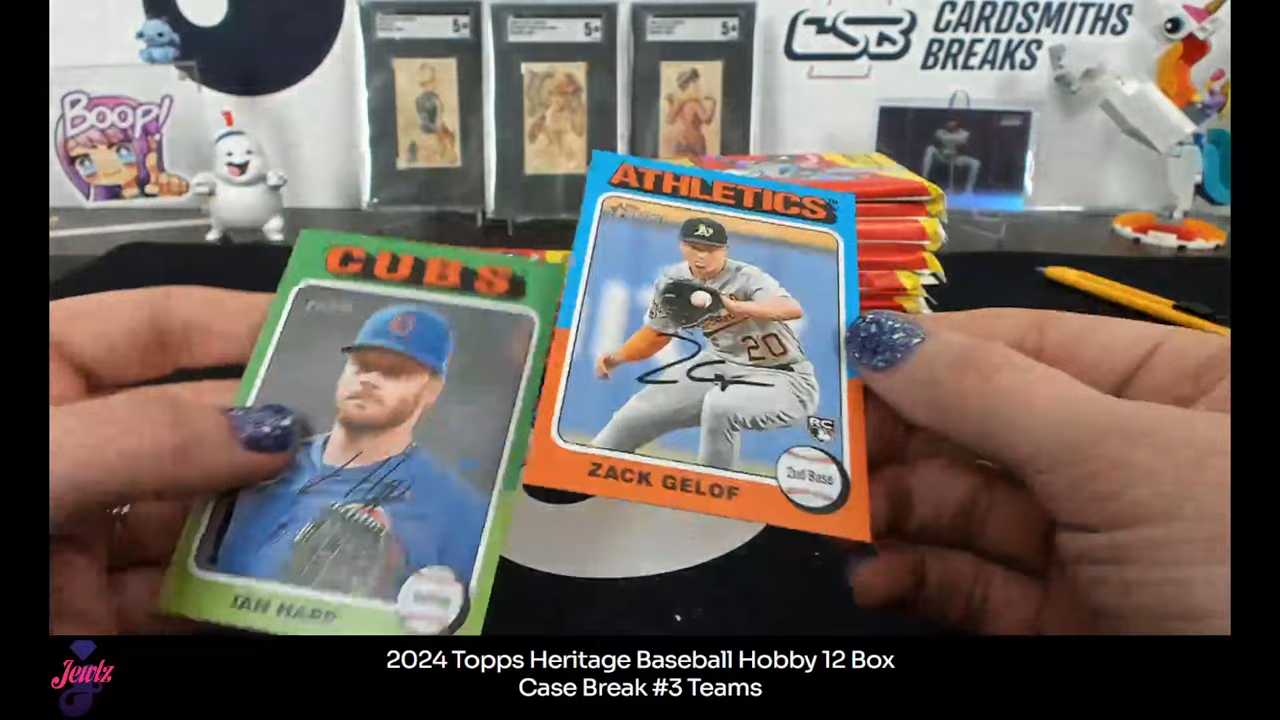 CSB
CARDSMITHS
BREAKS
Boop!
ATHLETICS
CUBS
20
RC
2nd Base
ZACK GELOF
IAN HAPP
Jewlz
2024 Topps Heritage Baseball Hobby 12 Box
Case Break #3 Teams